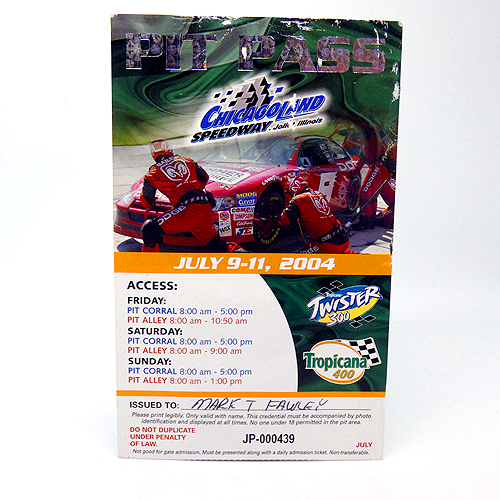 PIT PASS
CHICAGOLAND
SPEEDWAY Joliet, Illinois
MOOG
CLEVITE
DODGE
JULY 9-11, 2004
ACCESS:
FRIDAY:
PIT CORRAL 8:00 am - 5:00 pm
PIT ALLEY 8:00 am - 10:50 am
SATURDAY:
PIT CORRAL 8:00 am - 5:00 pm
PIT ALLEY 8:00 am - 9:00 am
SUNDAY:
PIT CORRAL 8:00 am - 5:00 pm
PIT ALLEY 8:00 am - 1:00 pm
TWISTER
300
Tropicana
400
ISSUED TO: MARK T FAWLEY
Please print legibly. Only valid with name. This credential must be accompanied by photo
identification and displayed at all times. No one under 18 permitted in the pit area.
DO NOT DUPLICATE
UNDER PENALTY
OF LAW.
JP-000439
JULY
Not good for gate admission. Must be presented along with a daily admission ticket. Non-transferable.